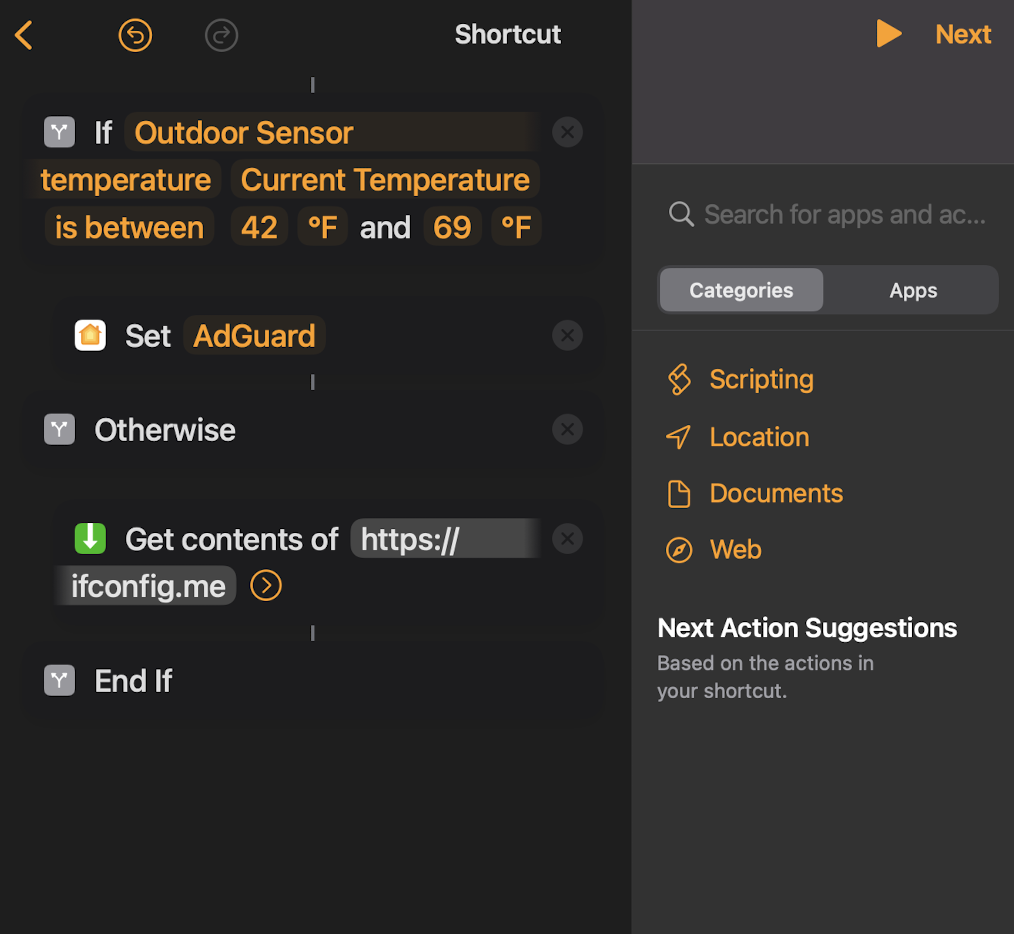 Shortcut
If Outdoor Sensor
temperature Current Temperature
is between 42 °F and 69 °F
Set AdGuard
Otherwise
Get contents of https://
ifconfig.me
End If
Next
Search for apps and ac...
Categories Apps
Scripting
Location
Documents
Web
Next Action Suggestions
Based on the actions in
your shortcut.